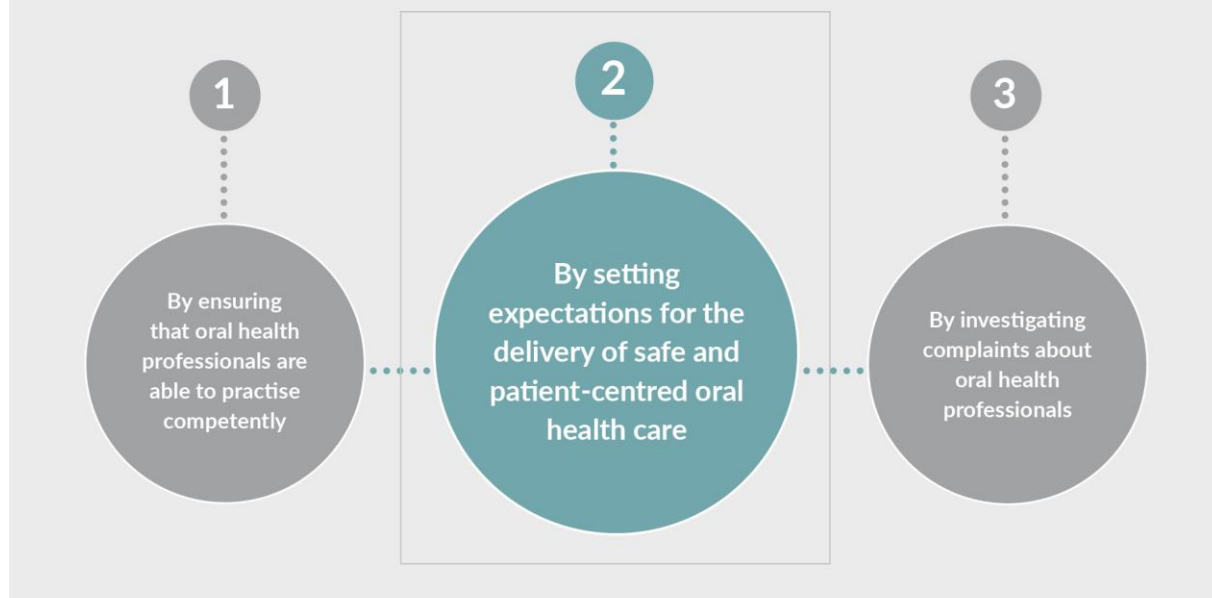 1
By ensuring
that oral health
professionals are
able to practise
competently
2
By setting
expectations for the
delivery of safe and
patient-centred oral
health care
3
By investigating
complaints about
oral health
professionals